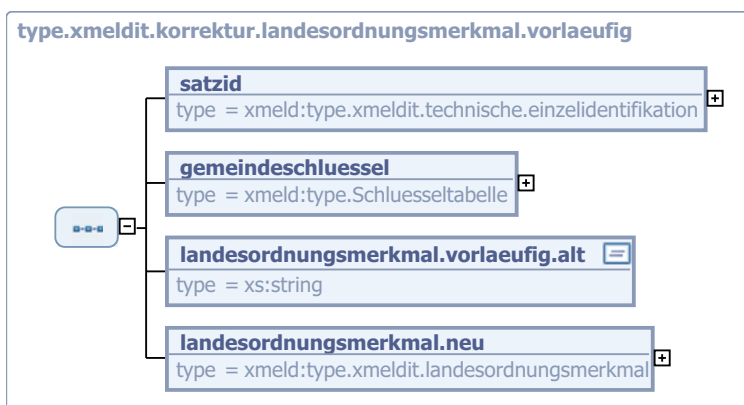 type.xmeldit.korrektur.landesordnungsmerkmal.vorlaeufig
satzid
type = xmeld:type.xmeldit.technische.einzelidentifikation
gemeindeschluessel
type = xmeld:type.Schluesseltabelle
landesordnungsmerkmal.vorlaeufig.alt
type = xs:string
landesordnungsmerkmal.neu
type = xmeld:type.xmeldit.landesordnungsmerkmal